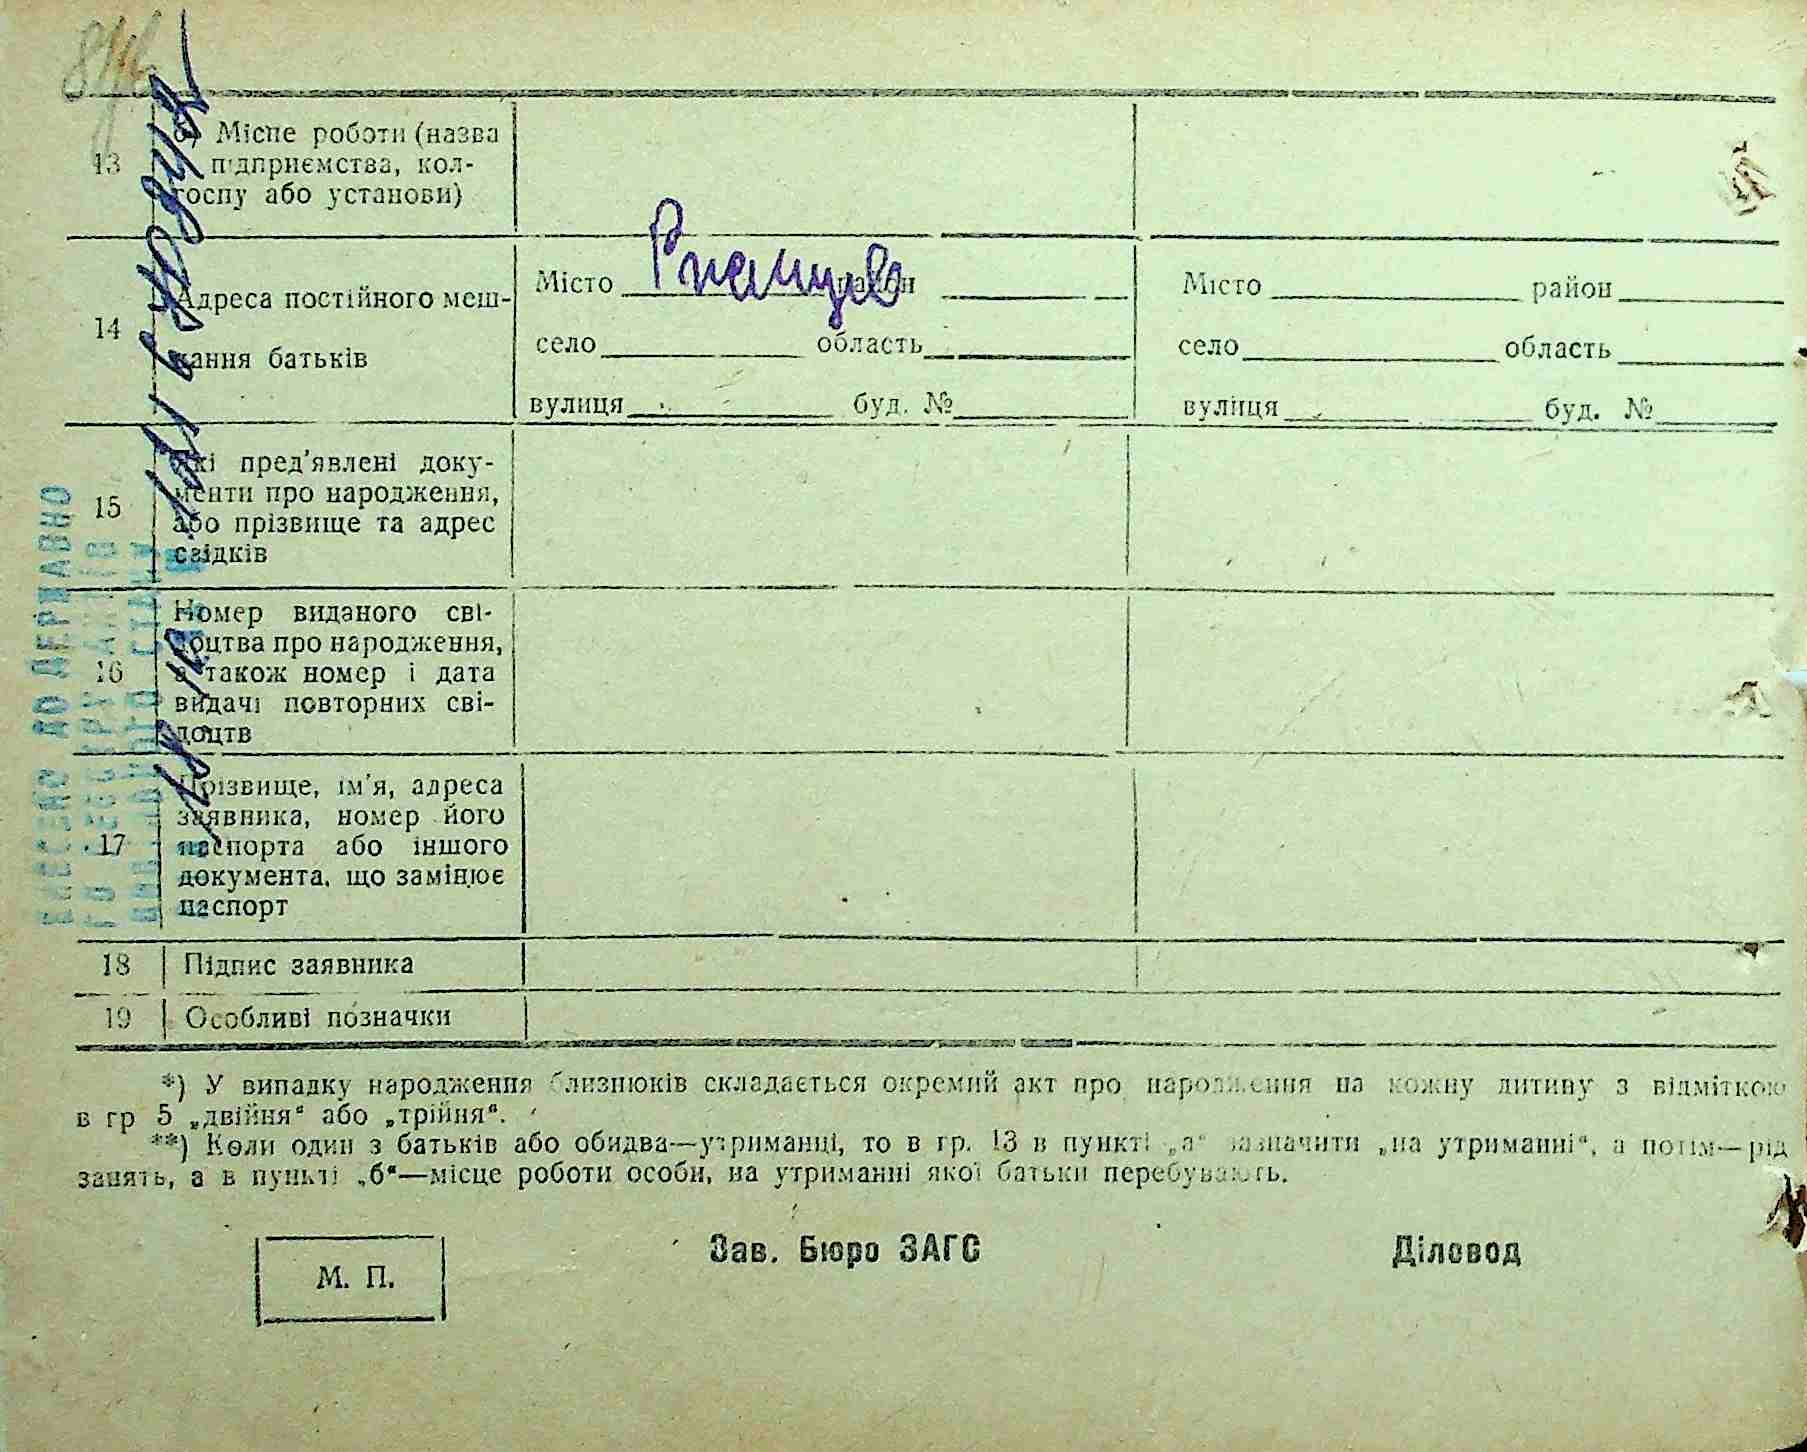 13 б) Місце роботи (назва
підприємства, кол-
госпу або установи)
14 Адреса постійного меш-
кання батьків
Місто район
село область
вулиця буд. №
Місто район
село область
вулиця буд. №
15 Які пред'явлені доку-
менти про народження,
або прізвище та адрес
свідків
16 Номер виданого сві-
доцтва про народження,
а також номер і дата
видачі повторних сві-
доцтв
17 Прізвище, ім'я, адреса
заявника, номер його
паспорта або іншого
документа, що замінює
паспорт
18 Підпис заявника
19 Особливі позначки
*) У випадку народження близнюків складається окремий акт про народження на кожну дитину з відміткою
в гр 5 „двійня“ або „трійня“.
**) Коли один з батьків або обидва—утриманці, то в гр. 13 в пункті „а“ зазначити „на утриманні“, а потім—рід
занять, а в пункті „б“—місце роботи особи, на утриманні якої батьки перебувають.
М. П.
Зав. Бюро ЗАГС
Діловод
ВНЕСЕНО ДО ДЕРЖАВНО